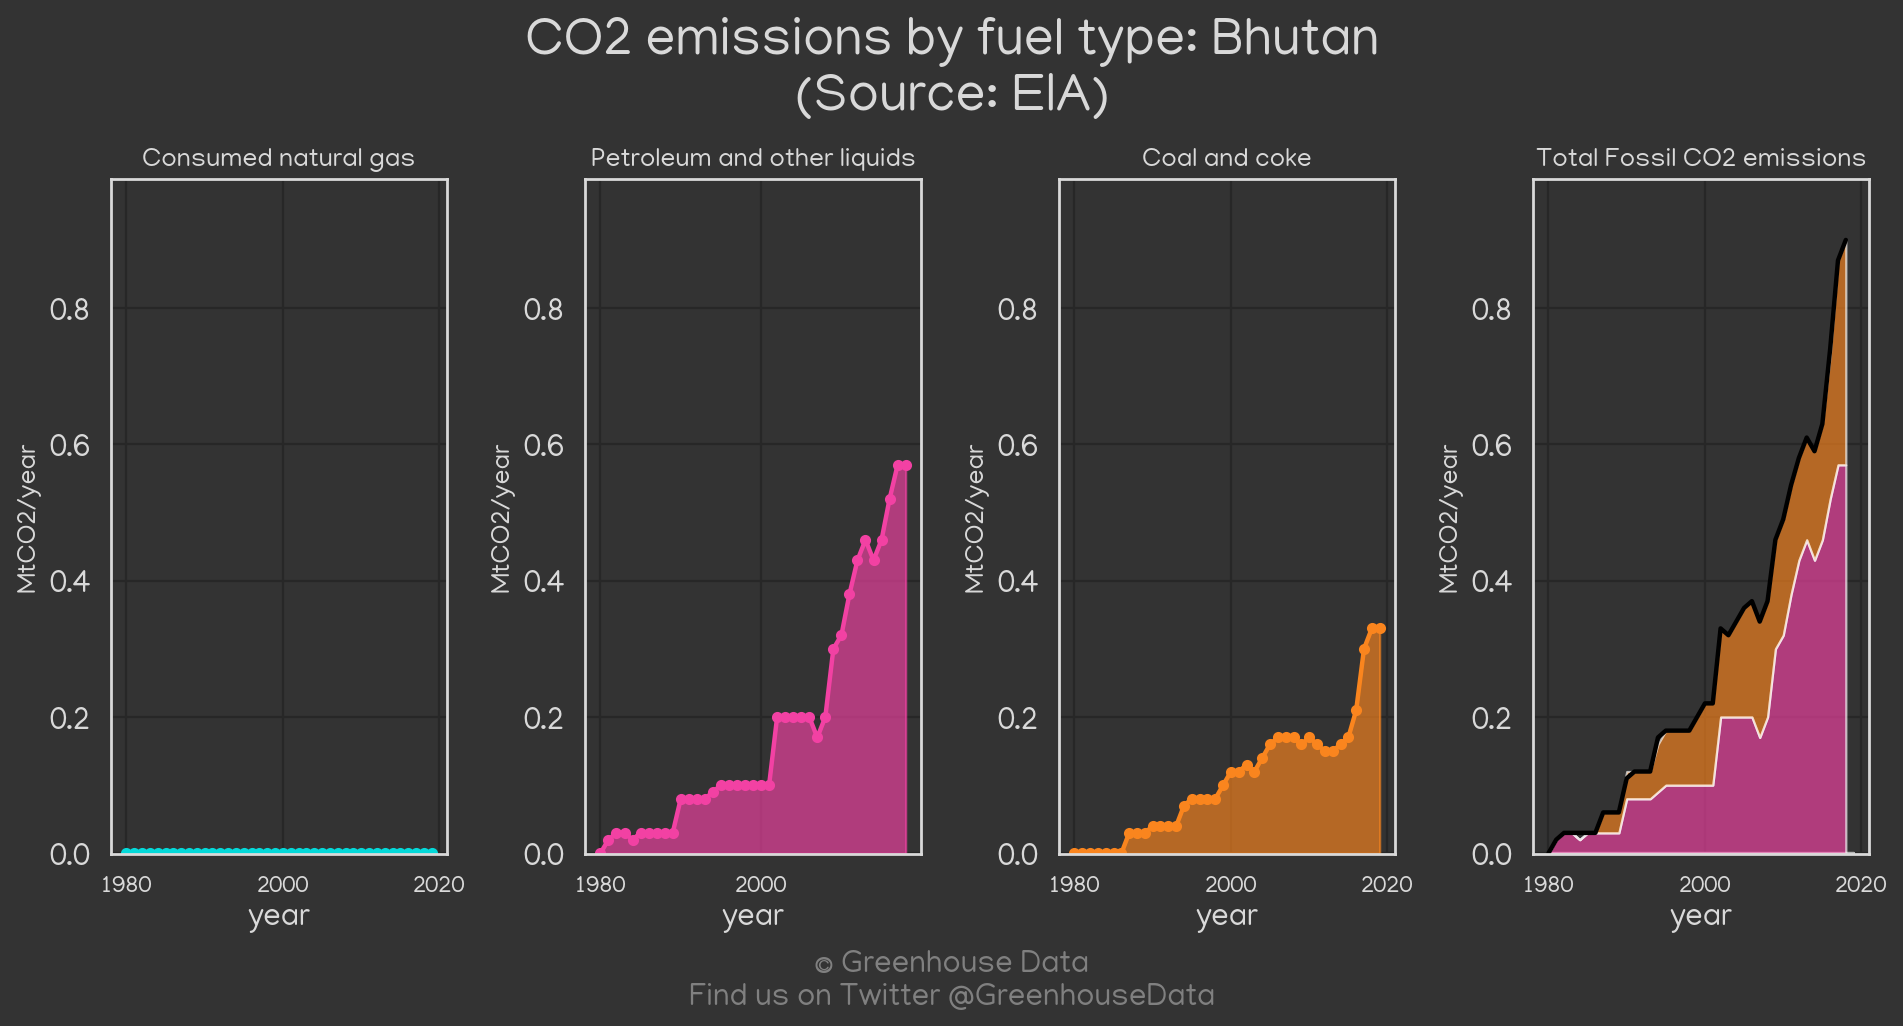 CO2 emissions by fuel type: Bhutan
(Source: EIA)
Consumed natural gas
Petroleum and other liquids
Coal and coke
Total Fossil CO2 emissions
MtCO2/year
0.8
0.6
0.4
0.2
0.0
1980 2000 2020
year
MtCO2/year
0.8
0.6
0.4
0.2
0.0
1980 2000
year
MtCO2/year
0.8
0.6
0.4
0.2
0.0
1980 2000 2020
year
MtCO2/year
0.8
0.6
0.4
0.2
0.0
1980 2000 2020
year
© Greenhouse Data
Find us on Twitter @GreenhouseData